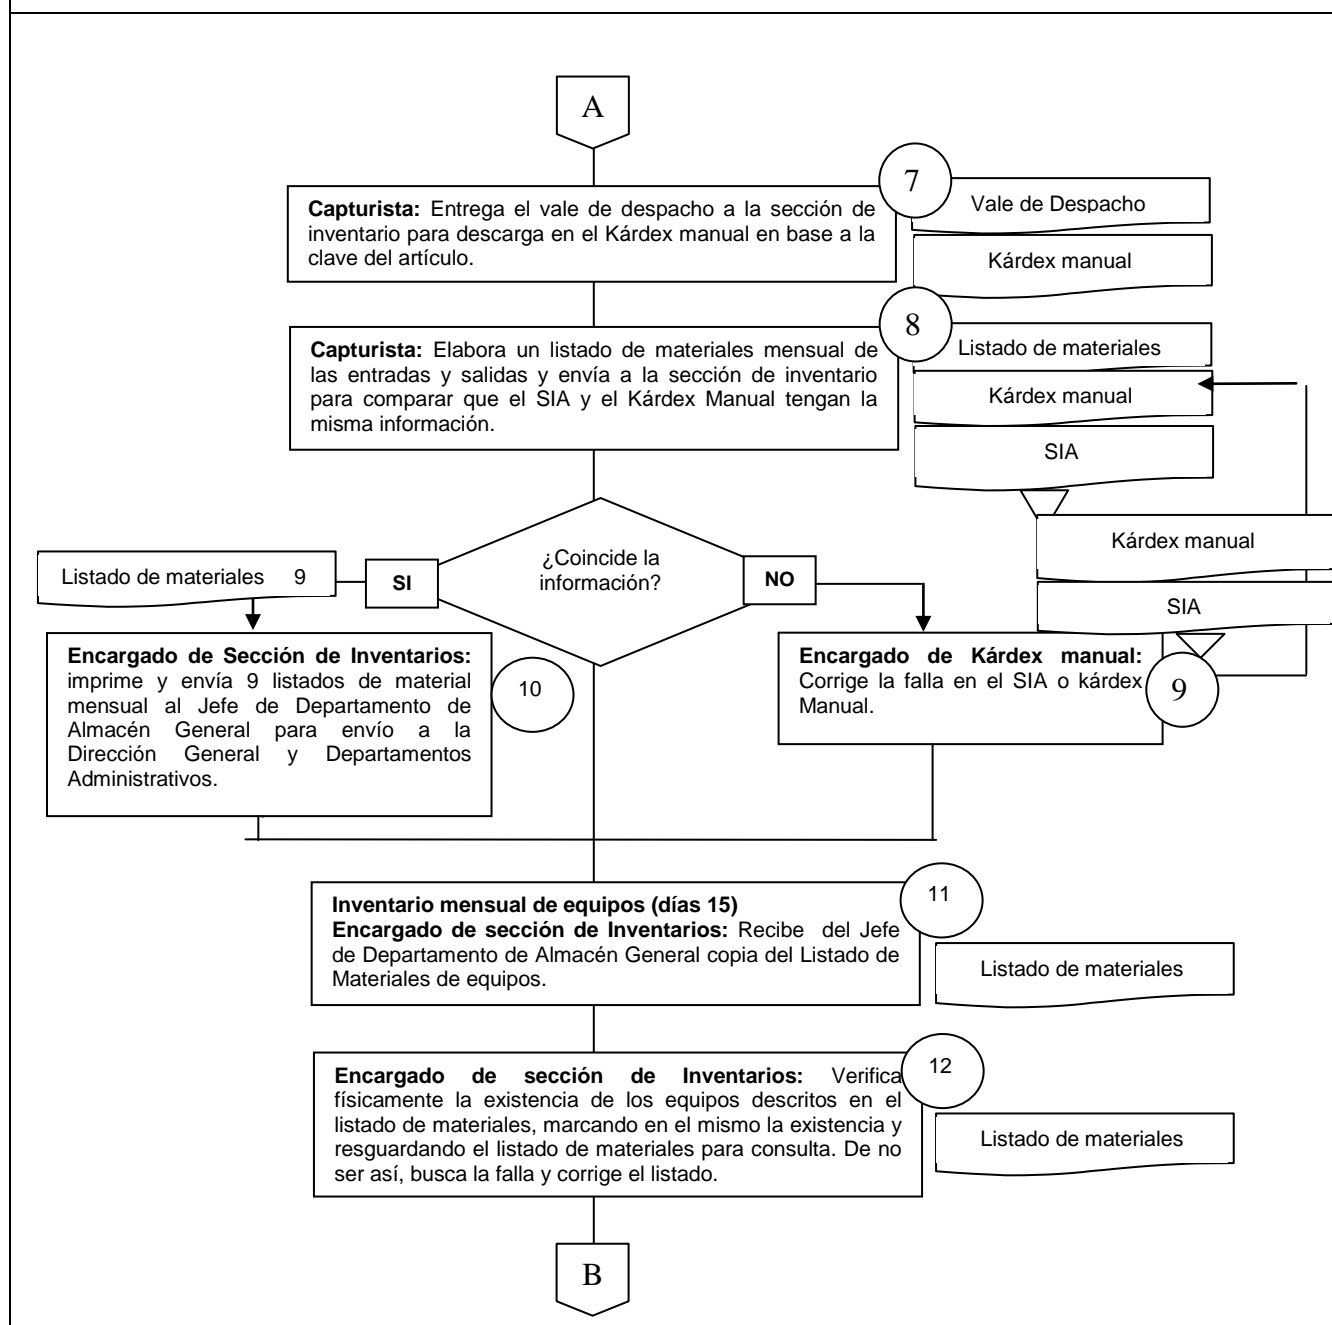 A
7
Capturista: Entrega el vale de despacho a la sección de
inventario para descarga en el Kárdex manual en base a la
clave del artículo.
Vale de Despacho
Kárdex manual
8
Capturista: Elabora un listado de materiales mensual de
las entradas y salidas y envía a la sección de inventario
para comparar que el SIA y el Kárdex Manual tengan la
misma información.
Listado de materiales
Kárdex manual
SIA
Kárdex manual
SIA
¿Coincide la
información?
SI
NO
Listado de materiales 9
Encargado de Sección de Inventarios:
imprime y envía 9 listados de material
mensual al Jefe de Departamento de
Almacén General para envío a la
Dirección General y Departamentos
Administrativos.
10
Encargado de Kárdex manual:
Corrige la falla en el SIA o kárdex
Manual.
9
Inventario mensual de equipos (días 15)
Encargado de sección de Inventarios: Recibe del Jefe
de Departamento de Almacén General copia del Listado de
Materiales de equipos.
11
Listado de materiales
Encargado de sección de Inventarios: Verifica
físicamente la existencia de los equipos descritos en el
listado de materiales, marcando en el mismo la existencia y
resguardando el listado de materiales para consulta. De no
ser así, busca la falla y corrige el listado.
12
Listado de materiales
B